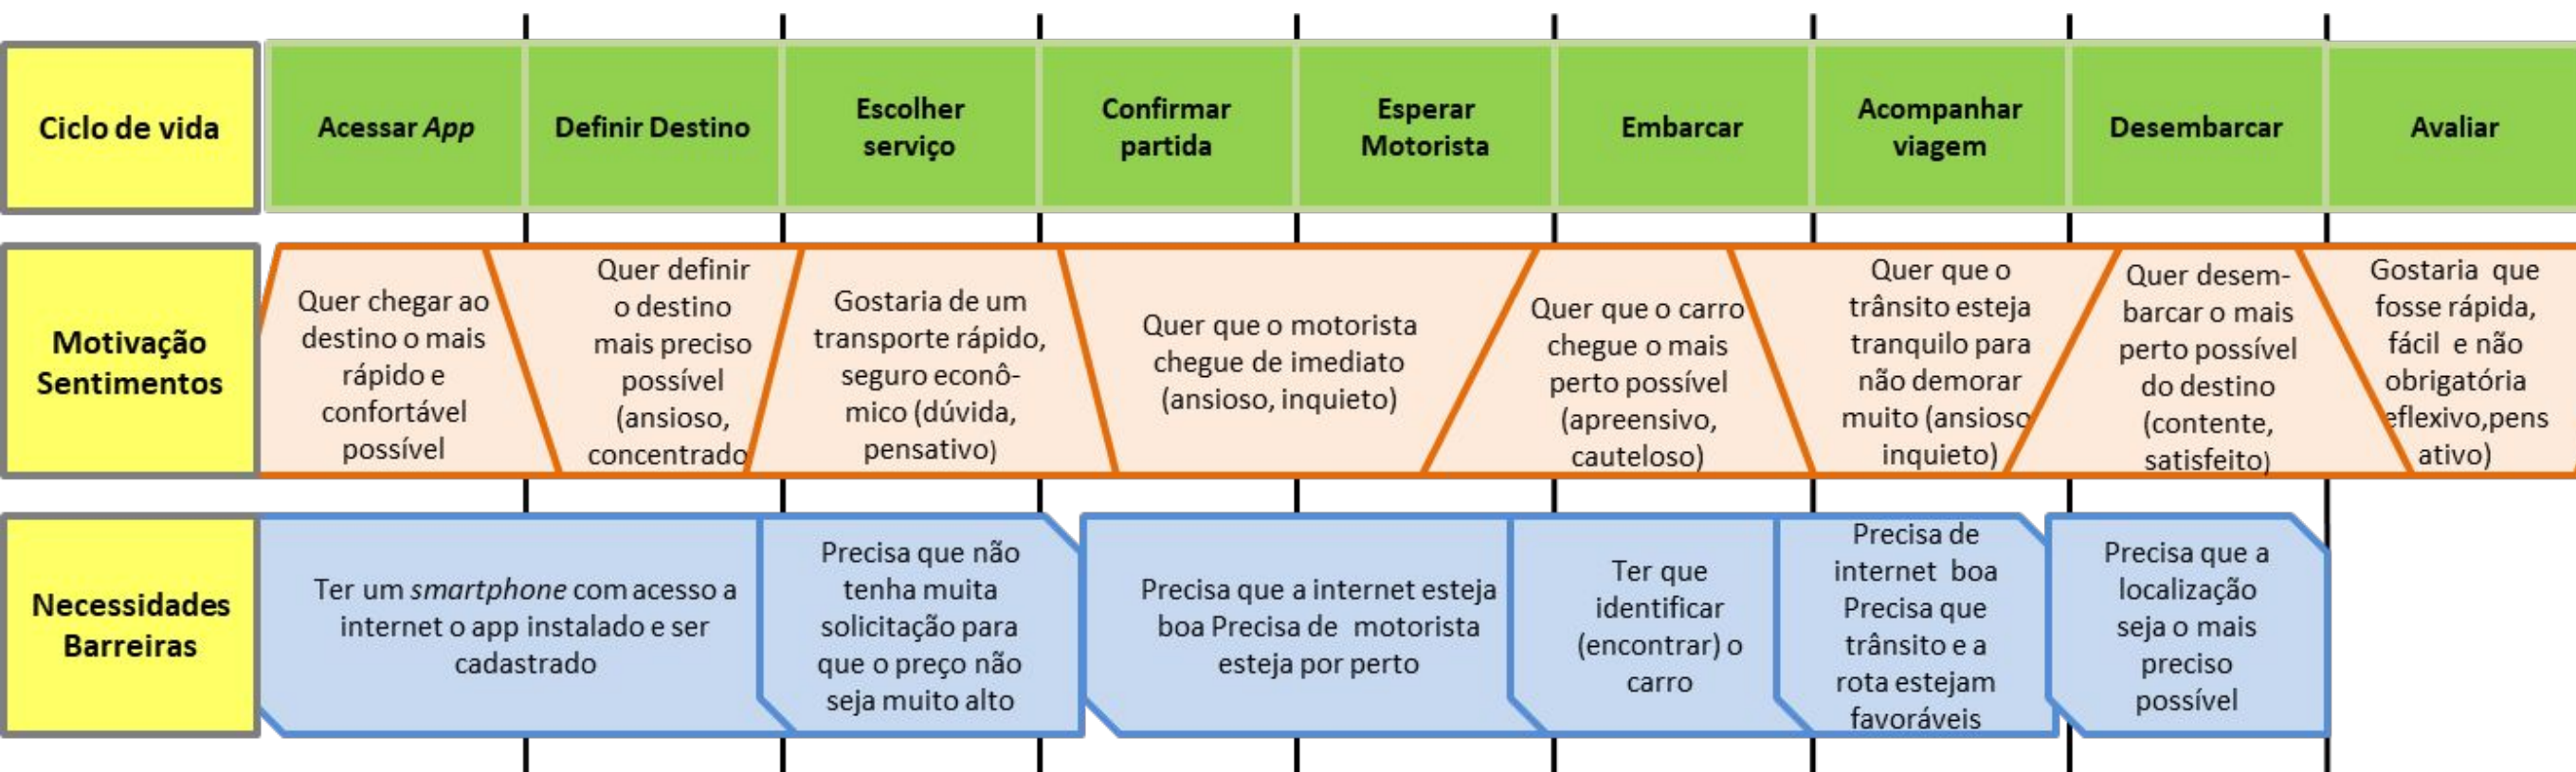 Ciclo de vida
Acessar App
Definir Destino
Escolher
serviço
Confirmar
partida
Esperar
Motorista
Embarcar
Acompanhar
viagem
Desembarcar
Avaliar
Motivação
Sentimentos
Quer chegar ao
destino o mais
rápido e
confortável
possível
Quer definir
o destino
mais preciso
possível
(ansioso,
concentrado
Gostaria de um
transporte rápido,
seguro econô-
mico (dúvida,
pensativo)
Quer que o motorista
chegue de imediato
(ansioso, inquieto)
Quer que o carro
chegue o mais
perto possível
(apreensivo,
cauteloso)
Quer que o
trânsito esteja
tranquilo para
não demorar
muito (ansioso
inquieto)
Quer desem-
barcar o mais
perto possível
do destino
(contente,
satisfeito)
Gostaria que
fosse rápida,
fácil e não
obrigatória
eflexivo,pens
ativo)
Necessidades
Barreiras
Ter um smartphone com acesso a
internet o app instalado e ser
cadastrado
Precisa que não
tenha muita
solicitação para
que o preço não
seja muito alto
Precisa que a internet esteja
boa Precisa de motorista
esteja por perto
Ter que
identificar
(encontrar) o
carro
Precisa de
internet boa
Precisa que
trânsito e a
rota estejam
favoráveis
Precisa que a
localização
seja o mais
preciso
possível